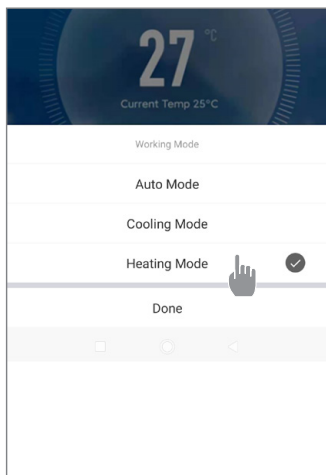 27 °C
Current Temp 25°C
Working Mode
Auto Mode
Cooling Mode
Heating Mode
Done